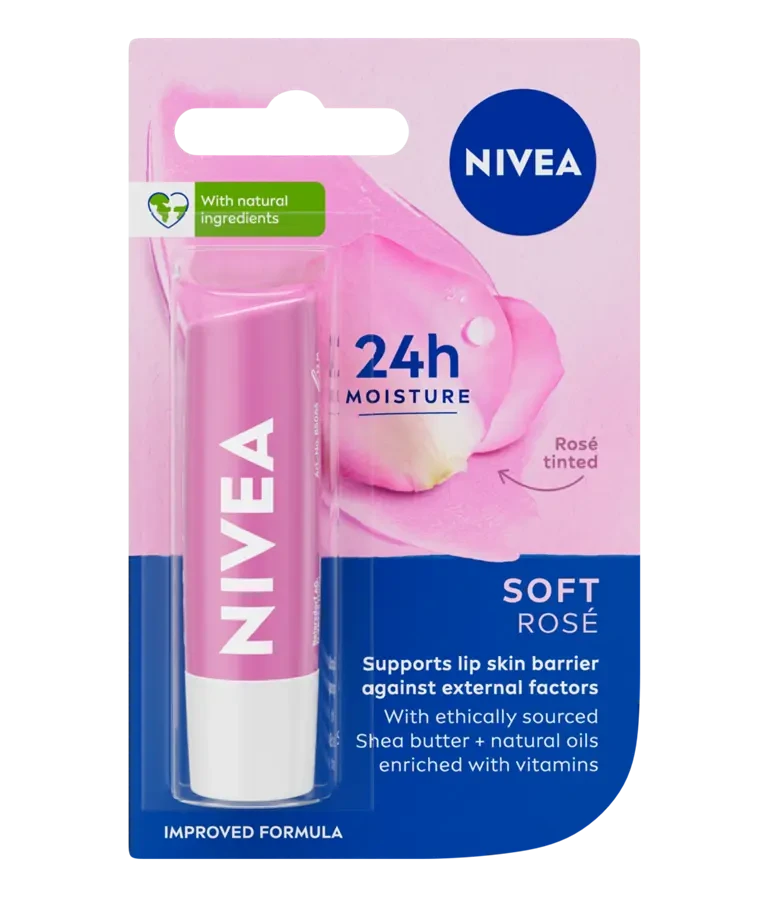 NIVEA
With natural
ingredients
24h
MOISTURE
Rosé
tinted
NIVEA
SOFT
ROSÉ
Supports lip skin barrier
against external factors
With ethically sourced
Shea butter + natural oils
enriched with vitamins
IMPROVED FORMULA